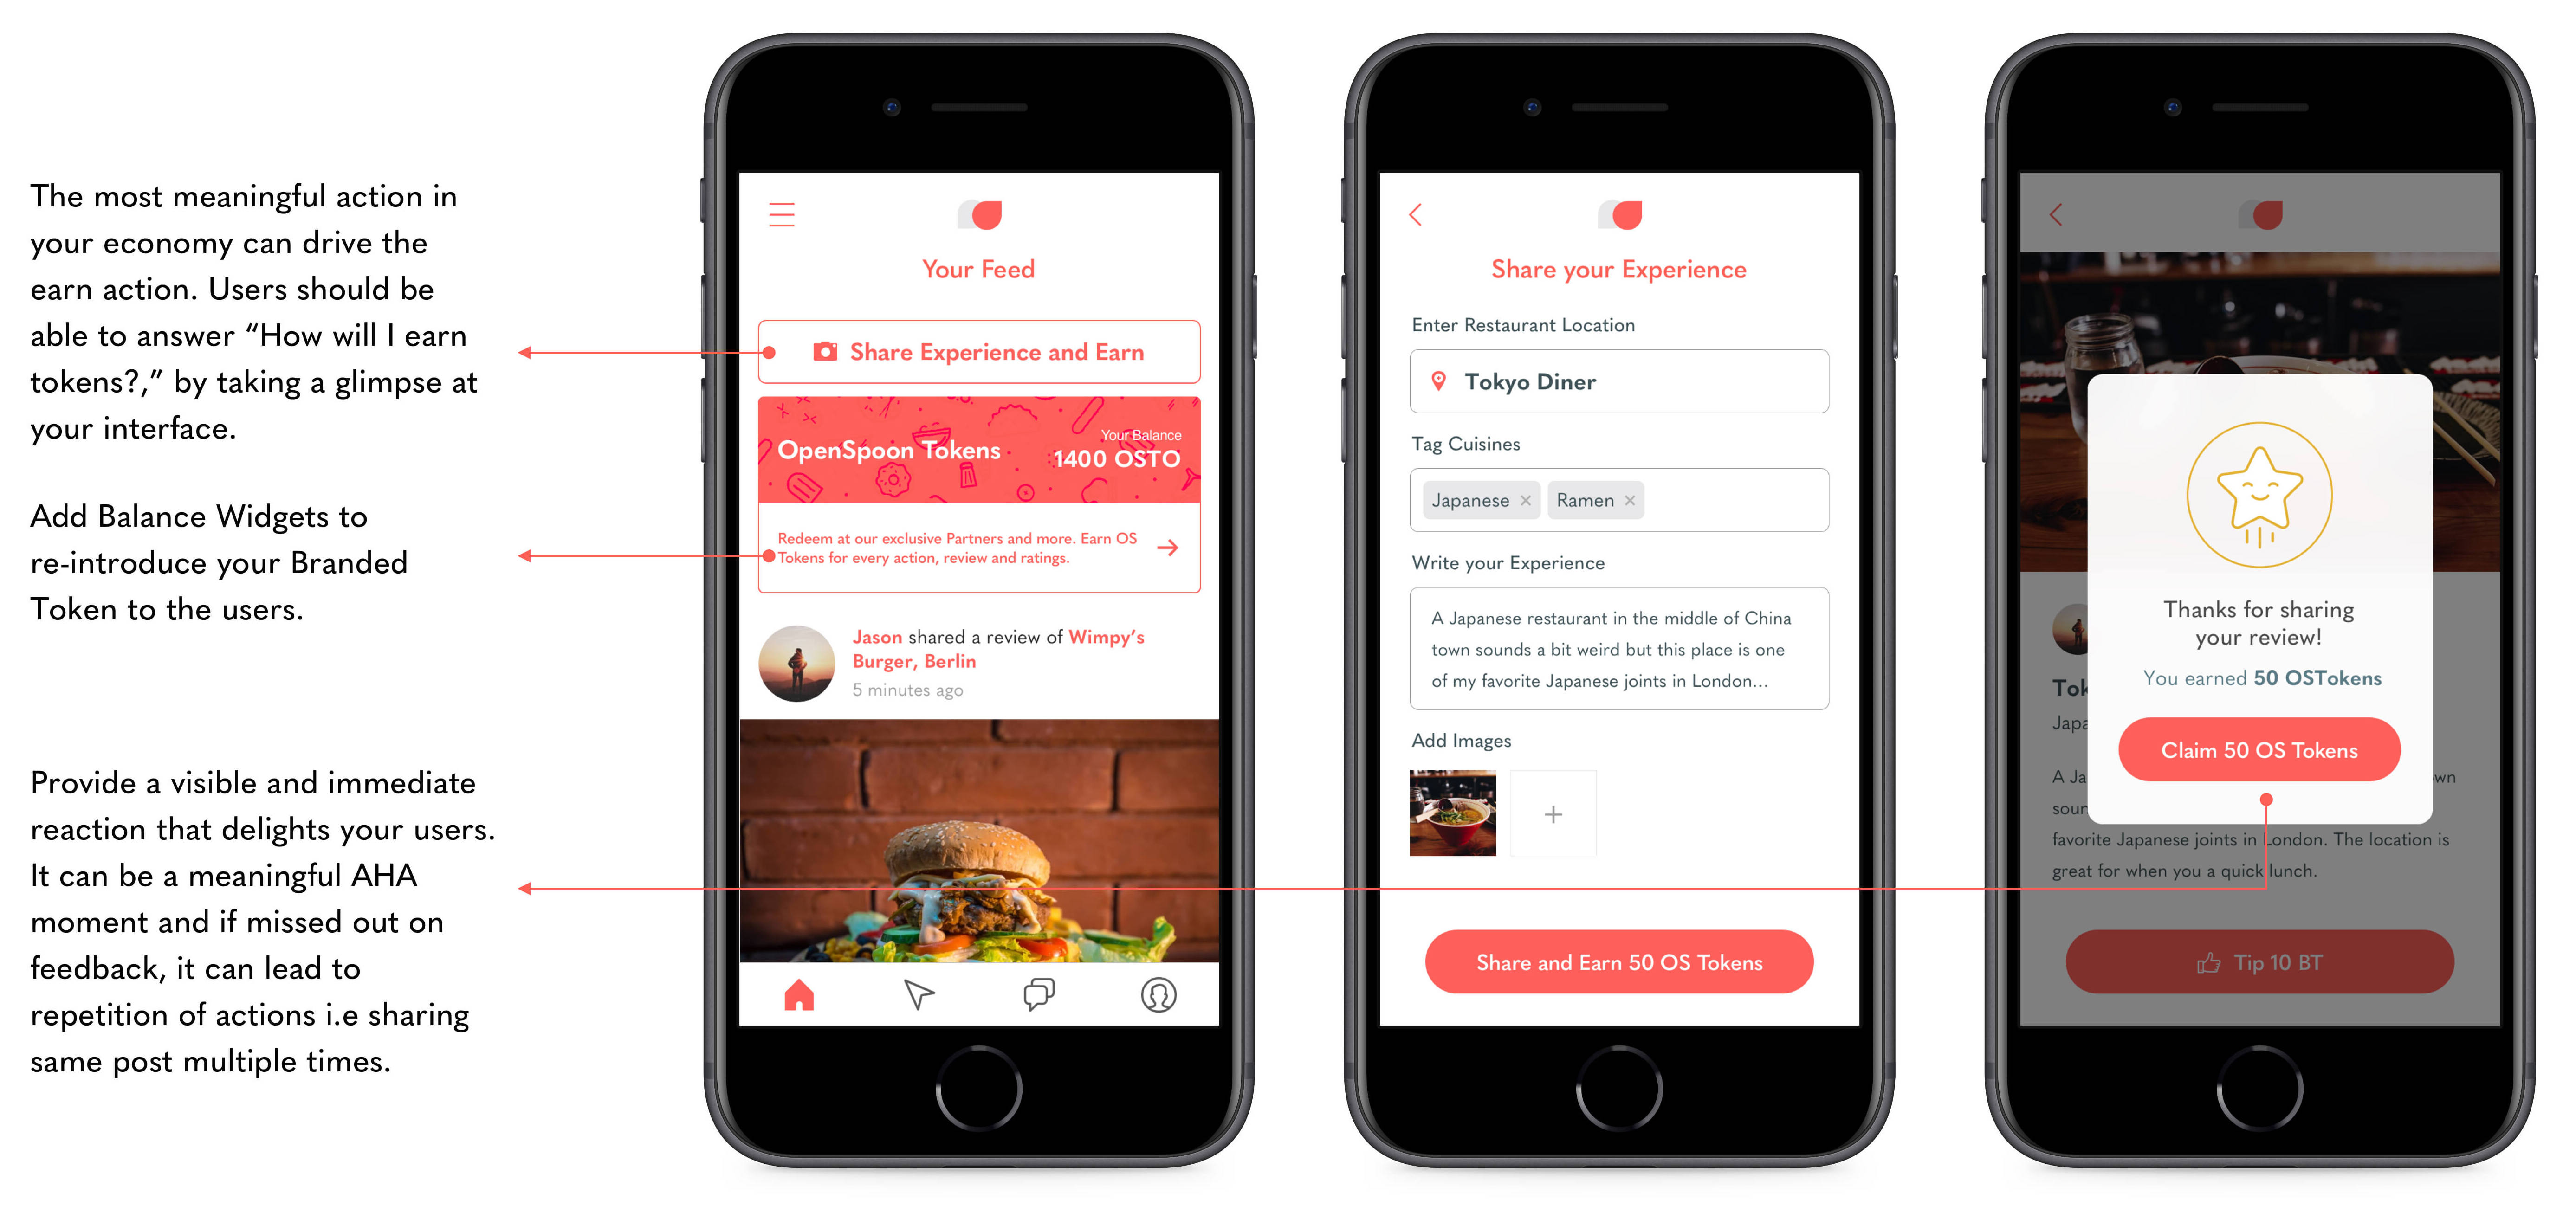 The most meaningful action in
your economy can drive the
earn action. Users should be
able to answer “How will I earn
tokens?,” by taking a glimpse at
your interface.
Add Balance Widgets to
re-introduce your Branded
Token to the users.
Provide a visible and immediate
reaction that delights your users.
It can be a meaningful AHA
moment and if missed out on
feedback, it can lead to
repetition of actions i.e sharing
same post multiple times.
Your Feed
Share Experience and Earn
OpenSpoon Tokens
Your Balance
1400 OSTO
Redeem at our exclusive Partners and more. Earn OS
Tokens for every action, review and ratings.
Jason shared a review of Wimpy’s
Burger, Berlin
5 minutes ago
Share your Experience
Enter Restaurant Location
Tokyo Diner
Tag Cuisines
Japanese × Ramen ×
Write your Experience
A Japanese restaurant in the middle of China
town sounds a bit weird but this place is one
of my favorite Japanese joints in London...
Add Images
+
Share and Earn 50 OS Tokens
Thanks for sharing
your review!
You earned 50 OSTokens
Claim 50 OS Tokens
Tok
Japa
A Ja
wn
soun
favorite Japanese joints in London. The location is
great for when you a quick lunch.
Tip 10 BT